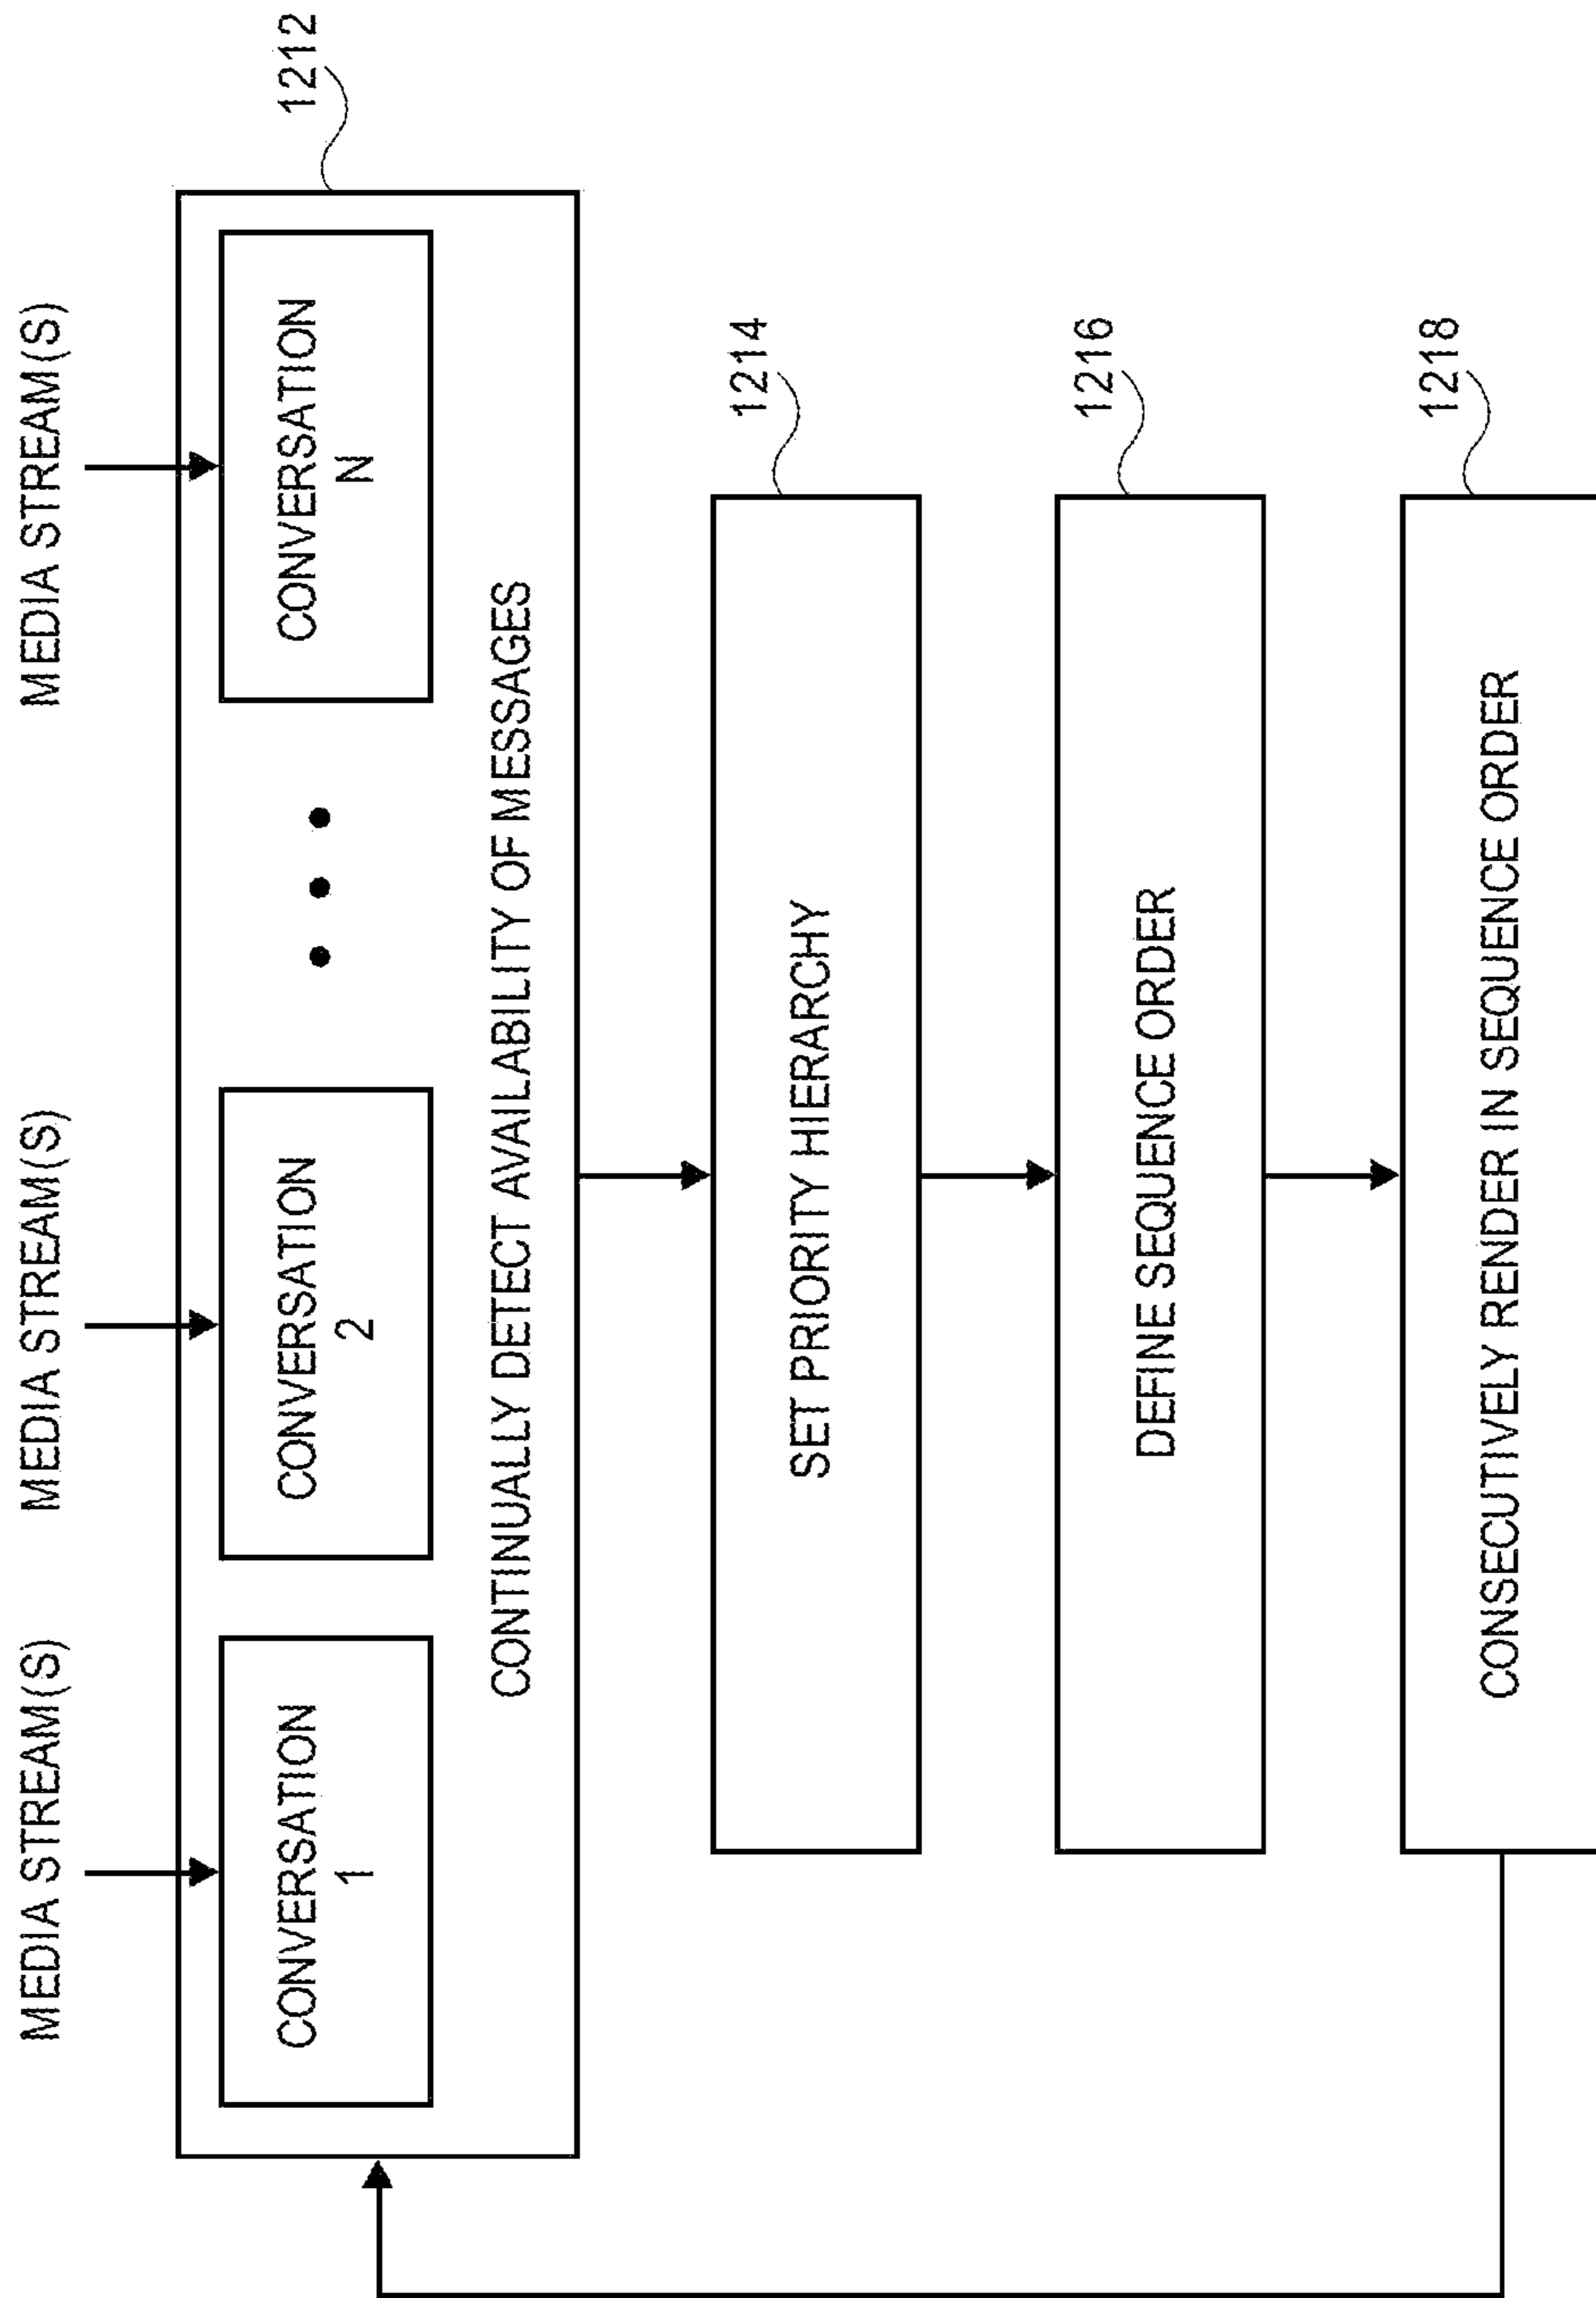 MEDIA STREAM(S)
MEDIA STREAM(S)
MEDIA STREAM(S)
1212
CONVERSATION
1
CONVERSATION
2
CONVERSATION
N
CONTINUALLY DETECT AVAILABILITY OF MESSAGES
1214
SET PRIORITY HIERARCHY
1216
DEFINE SEQUENCE ORDER
1218
CONSECUTIVELY RENDER IN SEQUENCE ORDER